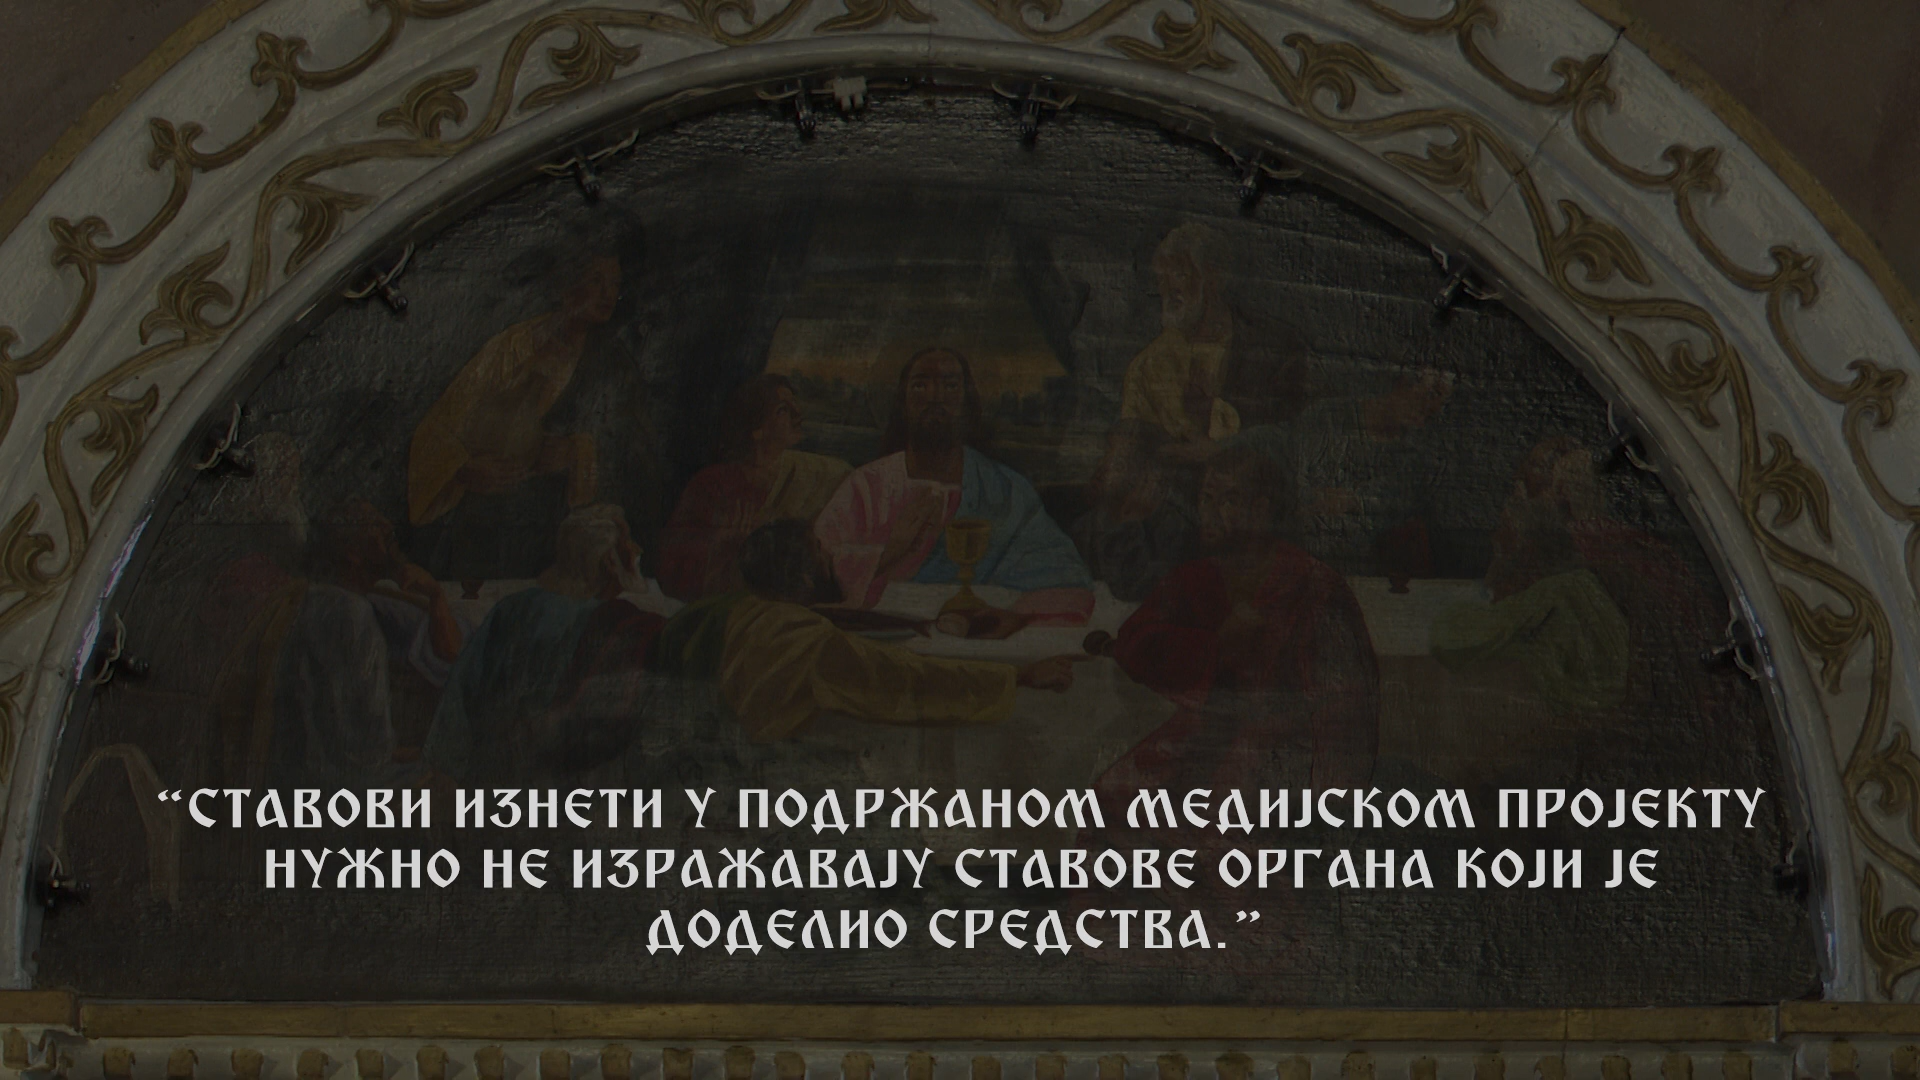 “СТАВОВИ ИЗНЕТИ У ПОДРЖАНОМ МЕДИЈСКОМ ПРОЈЕКТУ
НУЖНО НЕ ИЗРАЖАВАЈУ СТАВОВЕ ОРГАНА КОЈИ ЈЕ
ДОДЕЛИО СРЕДСТВА.”